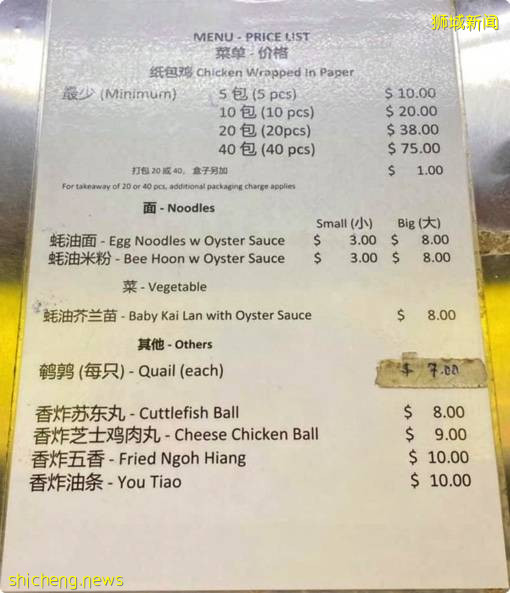 狮城新闻
MENU - PRICE LIST
菜单 - 价格
纸包鸡 Chicken Wrapped In Paper
最少 (Minimum) 5 包 (5 pcs) $ 10.00
10 包 (10 pcs) $ 20.00
20 包 (20pcs) $ 38.00
40 包 (40 pcs) $ 75.00
打包 20 或 40, 盒子另加 $ 1.00
For takeaway of 20 or 40 pcs, additional packaging charge applies
面 - Noodles
Small (小) Big (大)
蚝油面 - Egg Noodles w Oyster Sauce $ 3.00 $ 8.00
蚝油米粉 - Bee Hoon w Oyster Sauce $ 3.00 $ 8.00
菜 - Vegetable
蚝油芥兰苗 - Baby Kai Lan with Oyster Sauce $ 8.00
其他 - Others
鹌鹑 (每只) - Quail (each) $ 7.00
香炸苏东丸 - Cuttlefish Ball $ 8.00
香炸芝士鸡肉丸 - Cheese Chicken Ball $ 9.00
香炸五香 - Fried Ngoh Hiang $ 10.00
香炸油条 - You Tiao $ 10.00
shicheng.news